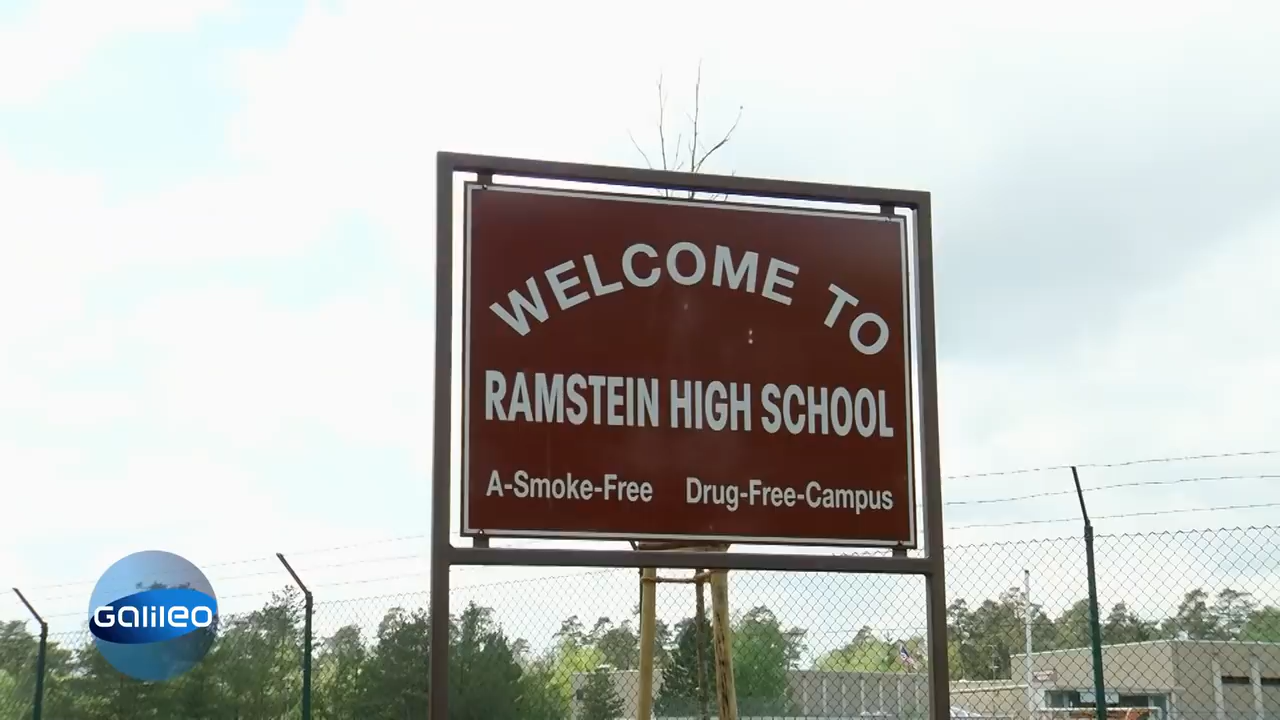 WELCOME TO
RAMSTEIN HIGH SCHOOL
A-Smoke-Free Drug-Free-Campus
Galileo